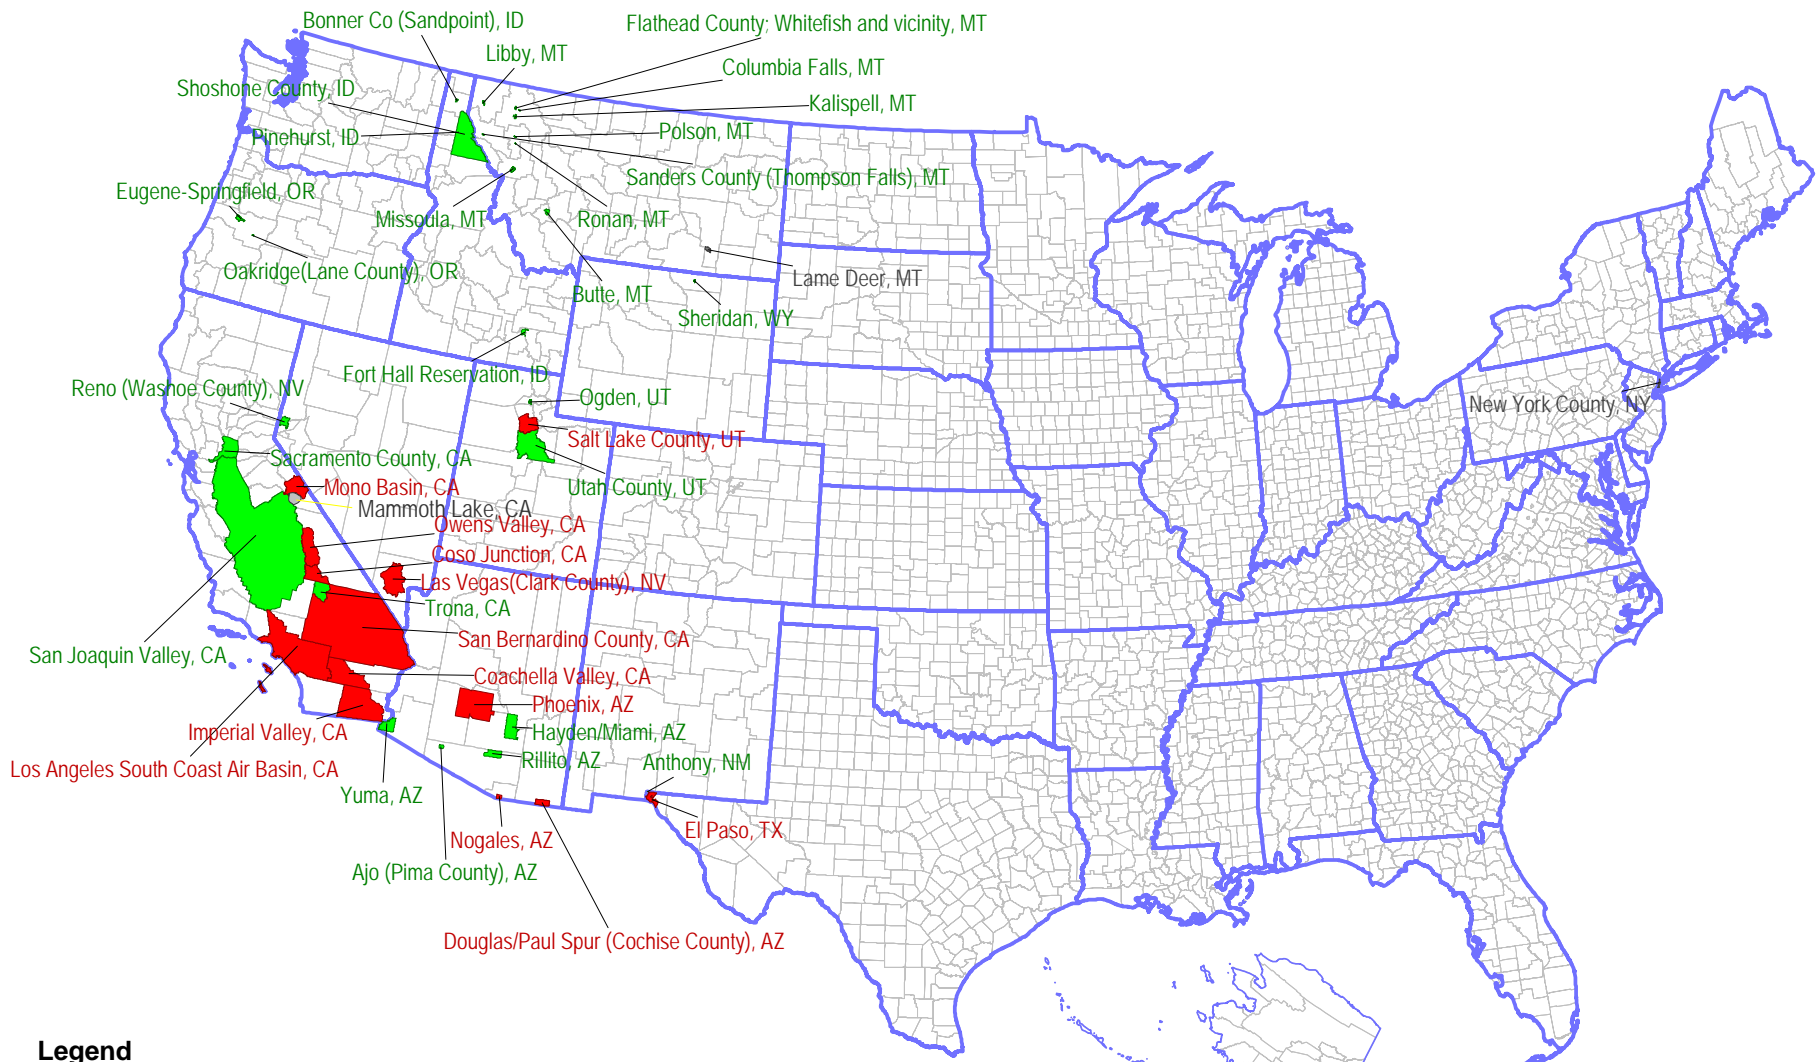 Bonner Co (Sandpoint), ID
Flathead County; Whitefish and vicinity, MT
Libby, MT
Columbia Falls, MT
Shoshone County, ID
Kalispell, MT
Pinehurst, ID
Polson, MT
Sanders County (Thompson Falls), MT
Eugene-Springfield, OR
Missoula, MT
Ronan, MT
Oakridge(Lane County), OR
Lame Deer, MT
Butte, MT
Sheridan, WY
Fort Hall Reservation, ID
Reno (Washoe County), NV
Ogden, UT
New York County, NY
Salt Lake County, UT
Sacramento County, CA
Mono Basin, CA
Utah County, UT
Mammoth Lake, CA
Owens Valley, CA
Coso Junction, CA
Las Vegas(Clark County), NV
Trona, CA
San Bernardino County, CA
San Joaquin Valley, CA
Coachella Valley, CA
Phoenix, AZ
Imperial Valley, CA
Hayden/Miami, AZ
Rillito, AZ
Anthony, NM
Los Angeles South Coast Air Basin, CA
Yuma, AZ
El Paso, TX
Nogales, AZ
Ajo (Pima County), AZ
Douglas/Paul Spur (Cochise County), AZ
Legend